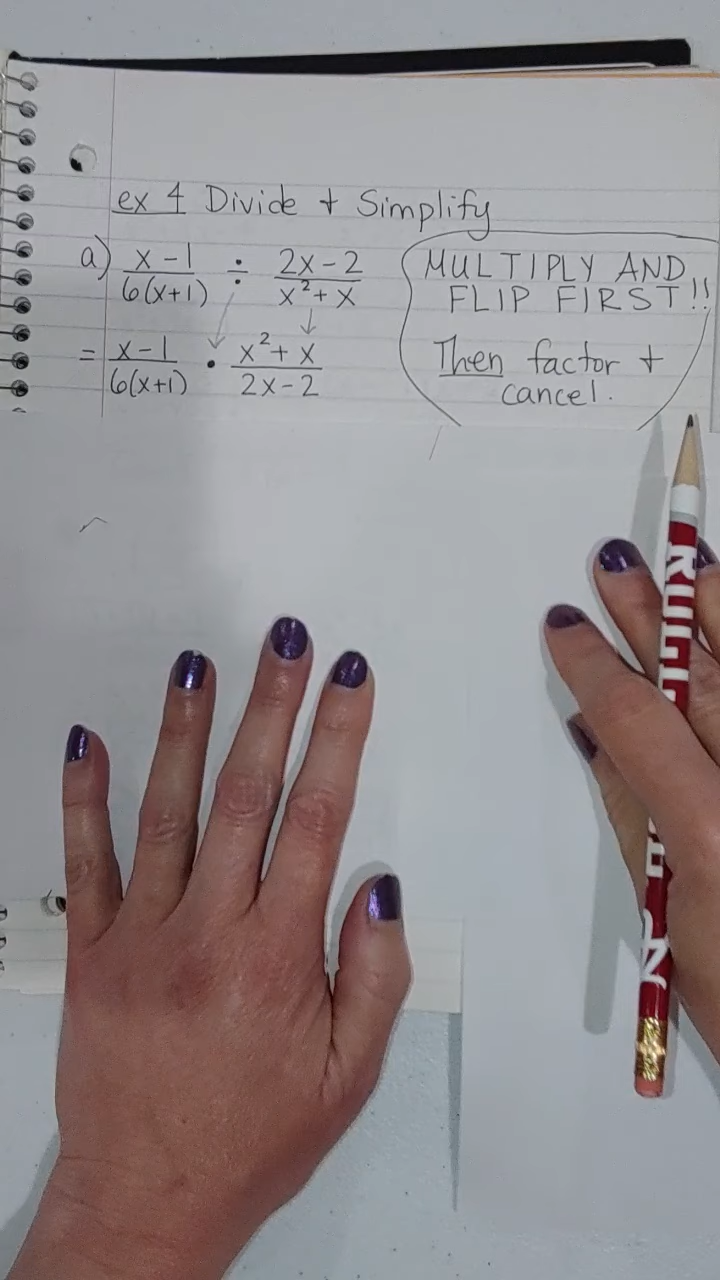 ex 4 Divide + Simplify
a) x-1/6(x+1) ÷ 2x-2/x²+x
= x-1/6(x+1) • x²+x/2x-2
MULTIPLY AND
FLIP FIRST!!
Then factor +
cancel.